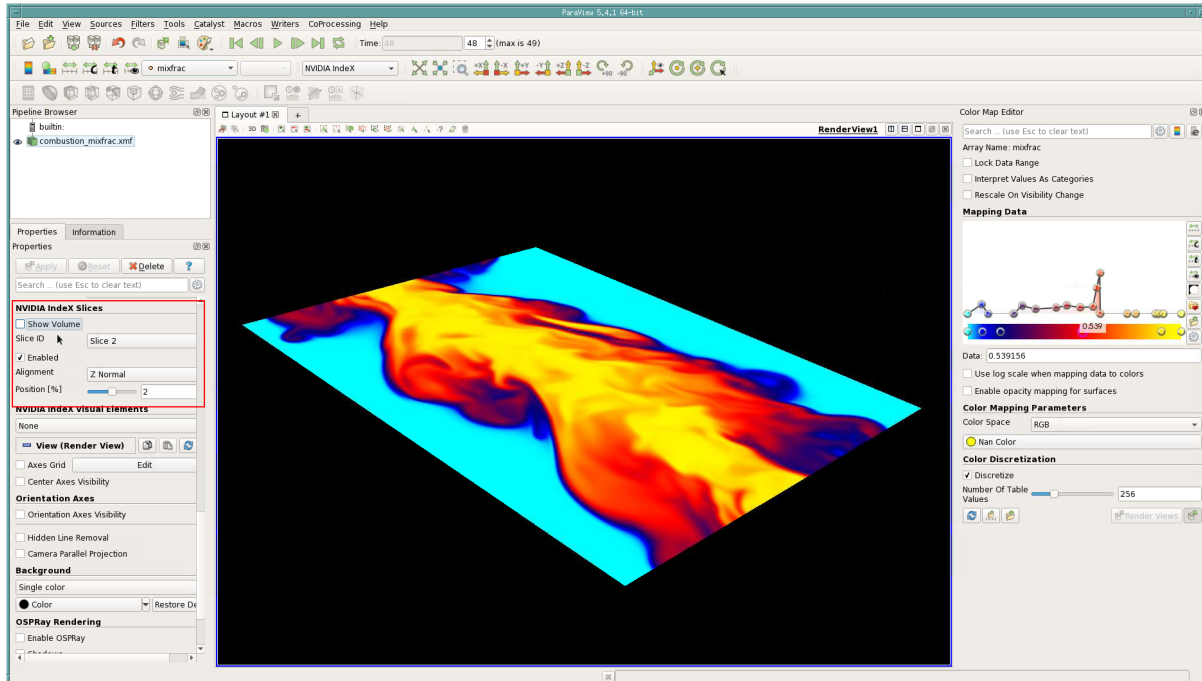 ParaView 5.4.1 64-bit
File Edit View Sources Filters Tools Catalyst Macros Writers CoProcessing Help
Time: 48 48 (max is 49)
mixfrac NVIDIA IndeX +X -X +Y -Y +Z -Z +90 -90
Pipeline Browser
builtin:
combustion_mixfrac.xmf
Properties Information
Properties
Apply Reset Delete ?
Search ... (use Esc to clear text)
NVIDIA IndeX Slices
Show Volume
Slice ID Slice 2
Enabled
Alignment Z Normal
Position [%] 2
NVIDIA IndeX Visual Elements
None
View (Render View)
Axes Grid Edit
Center Axes Visibility
Orientation Axes
Orientation Axes Visibility
Hidden Line Removal
Camera Parallel Projection
Background
Single color
Color Restore De
OSPRay Rendering
Enable OSPRay
Shadows
Layout #1 +
3D RenderView1
Color Map Editor
Search ... (use Esc to clear text)
Array Name: mixfrac
Lock Data Range
Interpret Values As Categories
Rescale On Visibility Change
Mapping Data
0.539
Data: 0.539156
Use log scale when mapping data to colors
Enable opacity mapping for surfaces
Color Mapping Parameters
Color Space RGB
Nan Color
Color Discretization
Discretize
Number Of Table
Values 256
Render Views